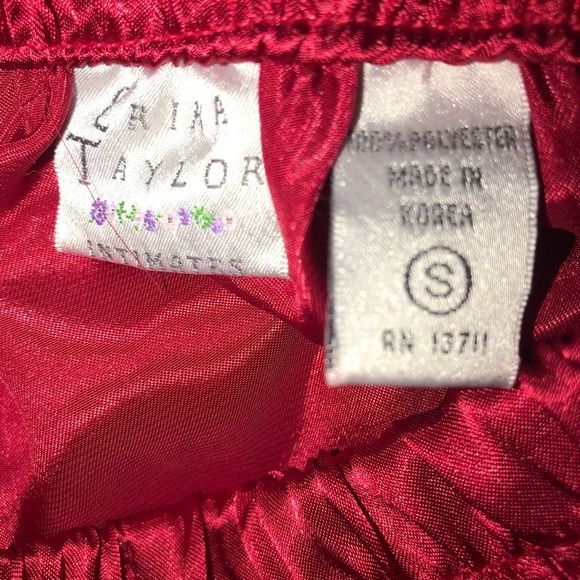 ERIKA
TAYLOR
INTIMATES
100% POLYESTER
MADE IN
KOREA
S
RN 13711